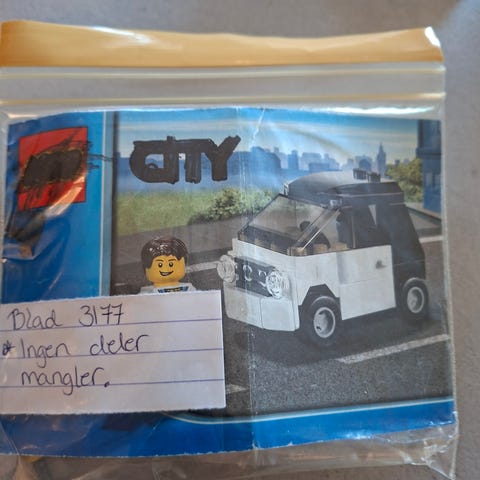 CITY
Blad 3177
* Ingen deler
mangler.